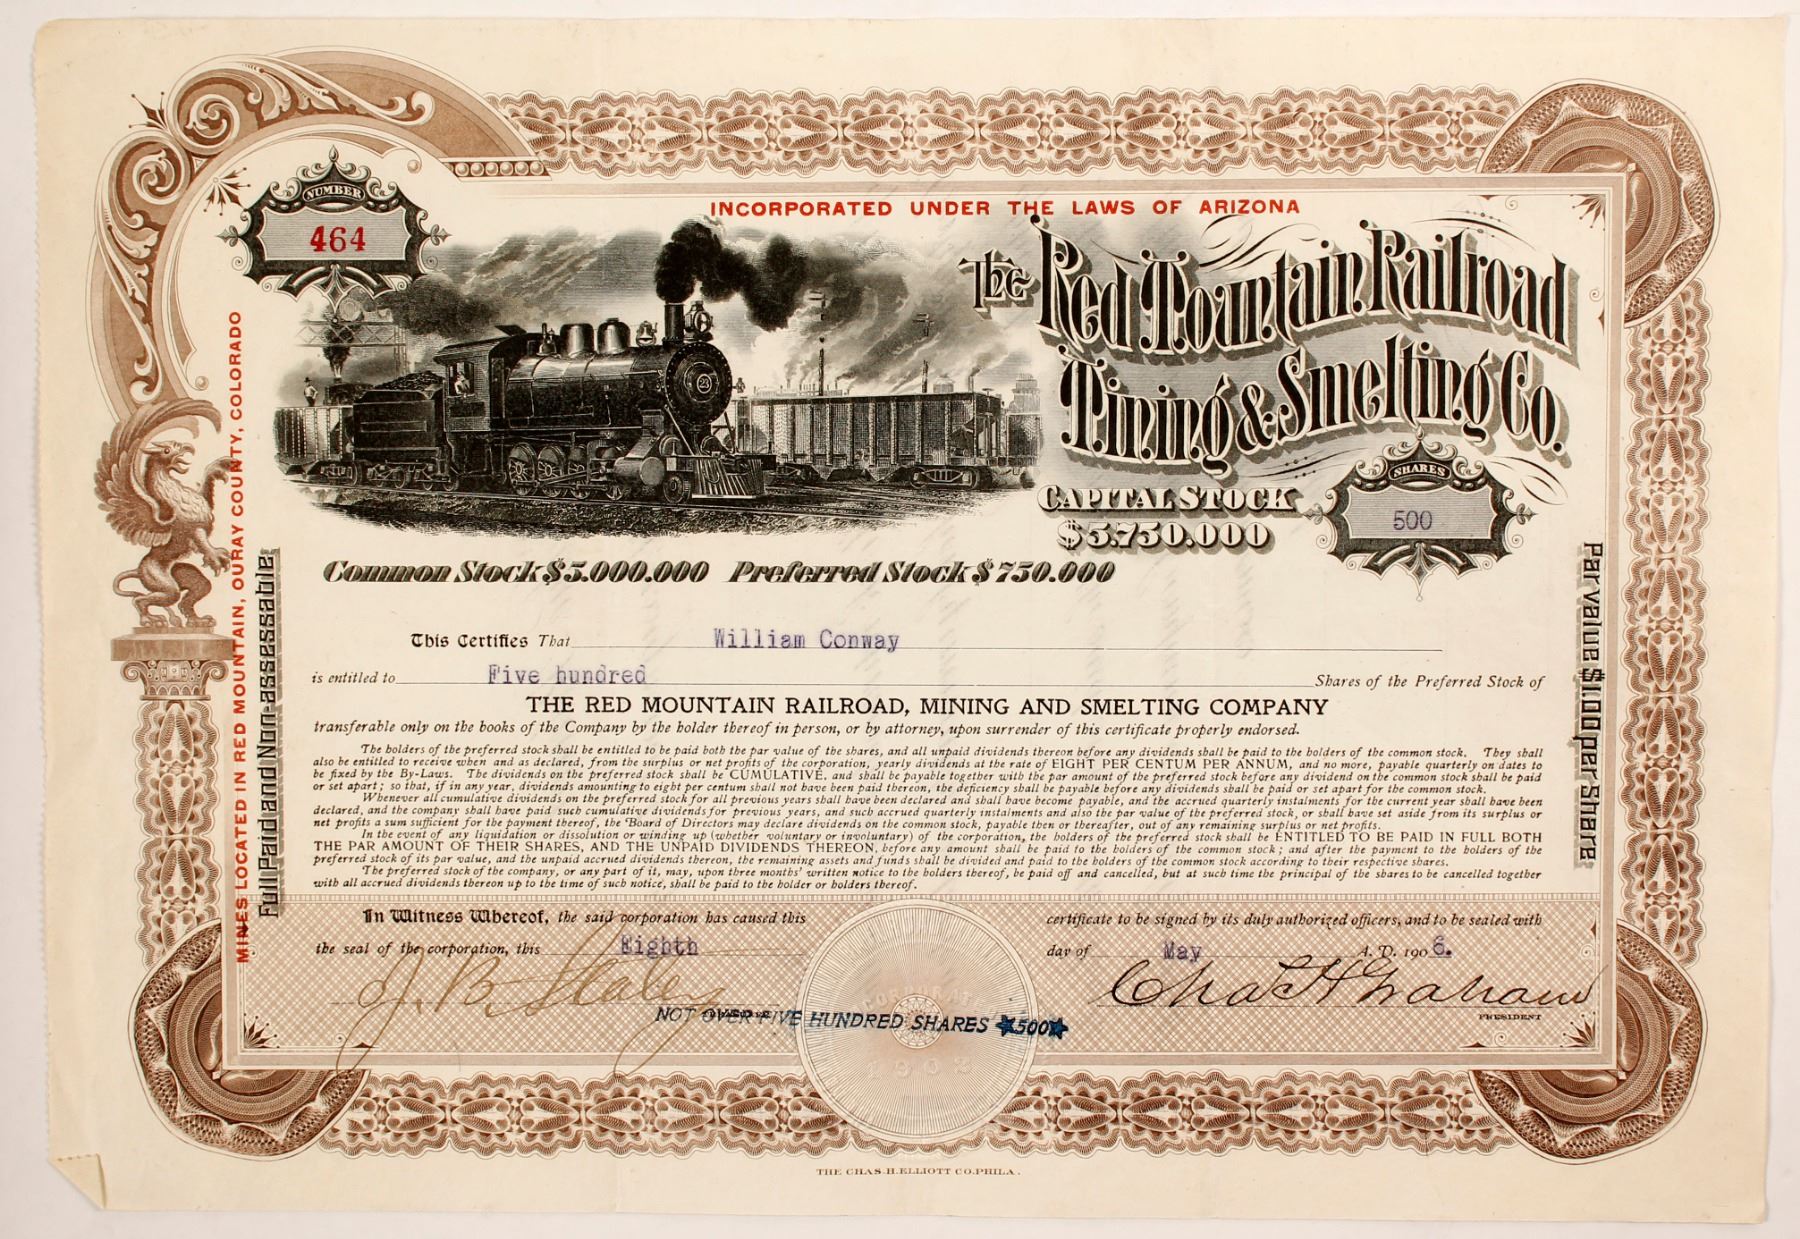 NUMBER
464
INCORPORATED UNDER THE LAWS OF ARIZONA
The Red Mountain Railroad
Mining & Smelting Co.
23
CAPITAL STOCK
$5.750.000
SHARES
500
Common Stock $5.000.000 Preferred Stock $750.000
MINES LOCATED IN RED MOUNTAIN, OURAY COUNTY, COLORADO
Full Paid and Non-assessable:
Par value $1.00 per Share
This Certifies That William Conway
is entitled to Five hundred Shares of the Preferred Stock of
THE RED MOUNTAIN RAILROAD, MINING AND SMELTING COMPANY
transferable only on the books of the Company by the holder thereof in person, or by attorney, upon surrender of this certificate properly endorsed.
The holders of the preferred stock shall be entitled to be paid both the par value of the shares, and all unpaid dividends thereon before any dividends shall be paid to the holders of the common stock. They shall
also be entitled to receive when and as declared, from the surplus or net profits of the corporation, yearly dividends at the rate of EIGHT PER CENTUM PER ANNUM, and no more, payable quarterly on dates to
be fixed by the By-Laws. The dividends on the preferred stock shall be CUMULATIVE, and shall be payable together with the par amount of the preferred stock before any dividend on the common stock shall be paid
or set apart; so that, if in any year, dividends amounting to eight per centum shall not have been paid thereon, the deficiency shall be payable before any dividends shall be paid or set apart for the common stock.
Whenever all cumulative dividends on the preferred stock for all previous years shall have been declared and shall have become payable, and the accrued quarterly instalments for the current year shall have been
declared, and the company shall have paid such cumulative dividends for previous years, and such accrued quarterly instalments and also the par value of the preferred stock, or shall have set aside from its surplus or
net profits a sum sufficient for the payment thereof, the Board of Directors may declare dividends on the common stock, payable then or thereafter, out of any remaining surplus or net profits.
In the event of any liquidation or dissolution or winding up (whether voluntary or involuntary) of the corporation, the holders of the preferred stock shall be ENTITLED TO BE PAID IN FULL BOTH
THE PAR AMOUNT OF THEIR SHARES, AND THE UNPAID DIVIDENDS THEREON, before any amount shall be paid to the holders of the common stock; and after the payment to the holders of the
preferred stock of its par value, and the unpaid accrued dividends thereon, the remaining assets and funds shall be divided and paid to the holders of the common stock according to their respective shares.
The preferred stock of the company, or any part of it, may, upon three months' written notice to the holders thereof, be paid off and cancelled, but at such time the principal of the shares to be cancelled together
with all accrued dividends thereon up to the time of such notice, shall be paid to the holder or holders thereof.
In Witness Whereof, the said corporation has caused this certificate to be signed by its duly authorized officers, and to be sealed with
the seal of the corporation, this Eighth day of May A. D. 1906.
J. B. Staley
Chas H Graham
PRESIDENT
NOT OVER FIVE HUNDRED SHARES ★500★
CORPORATE
1903
THE CHAS. H. ELLIOTT CO. PHILA.